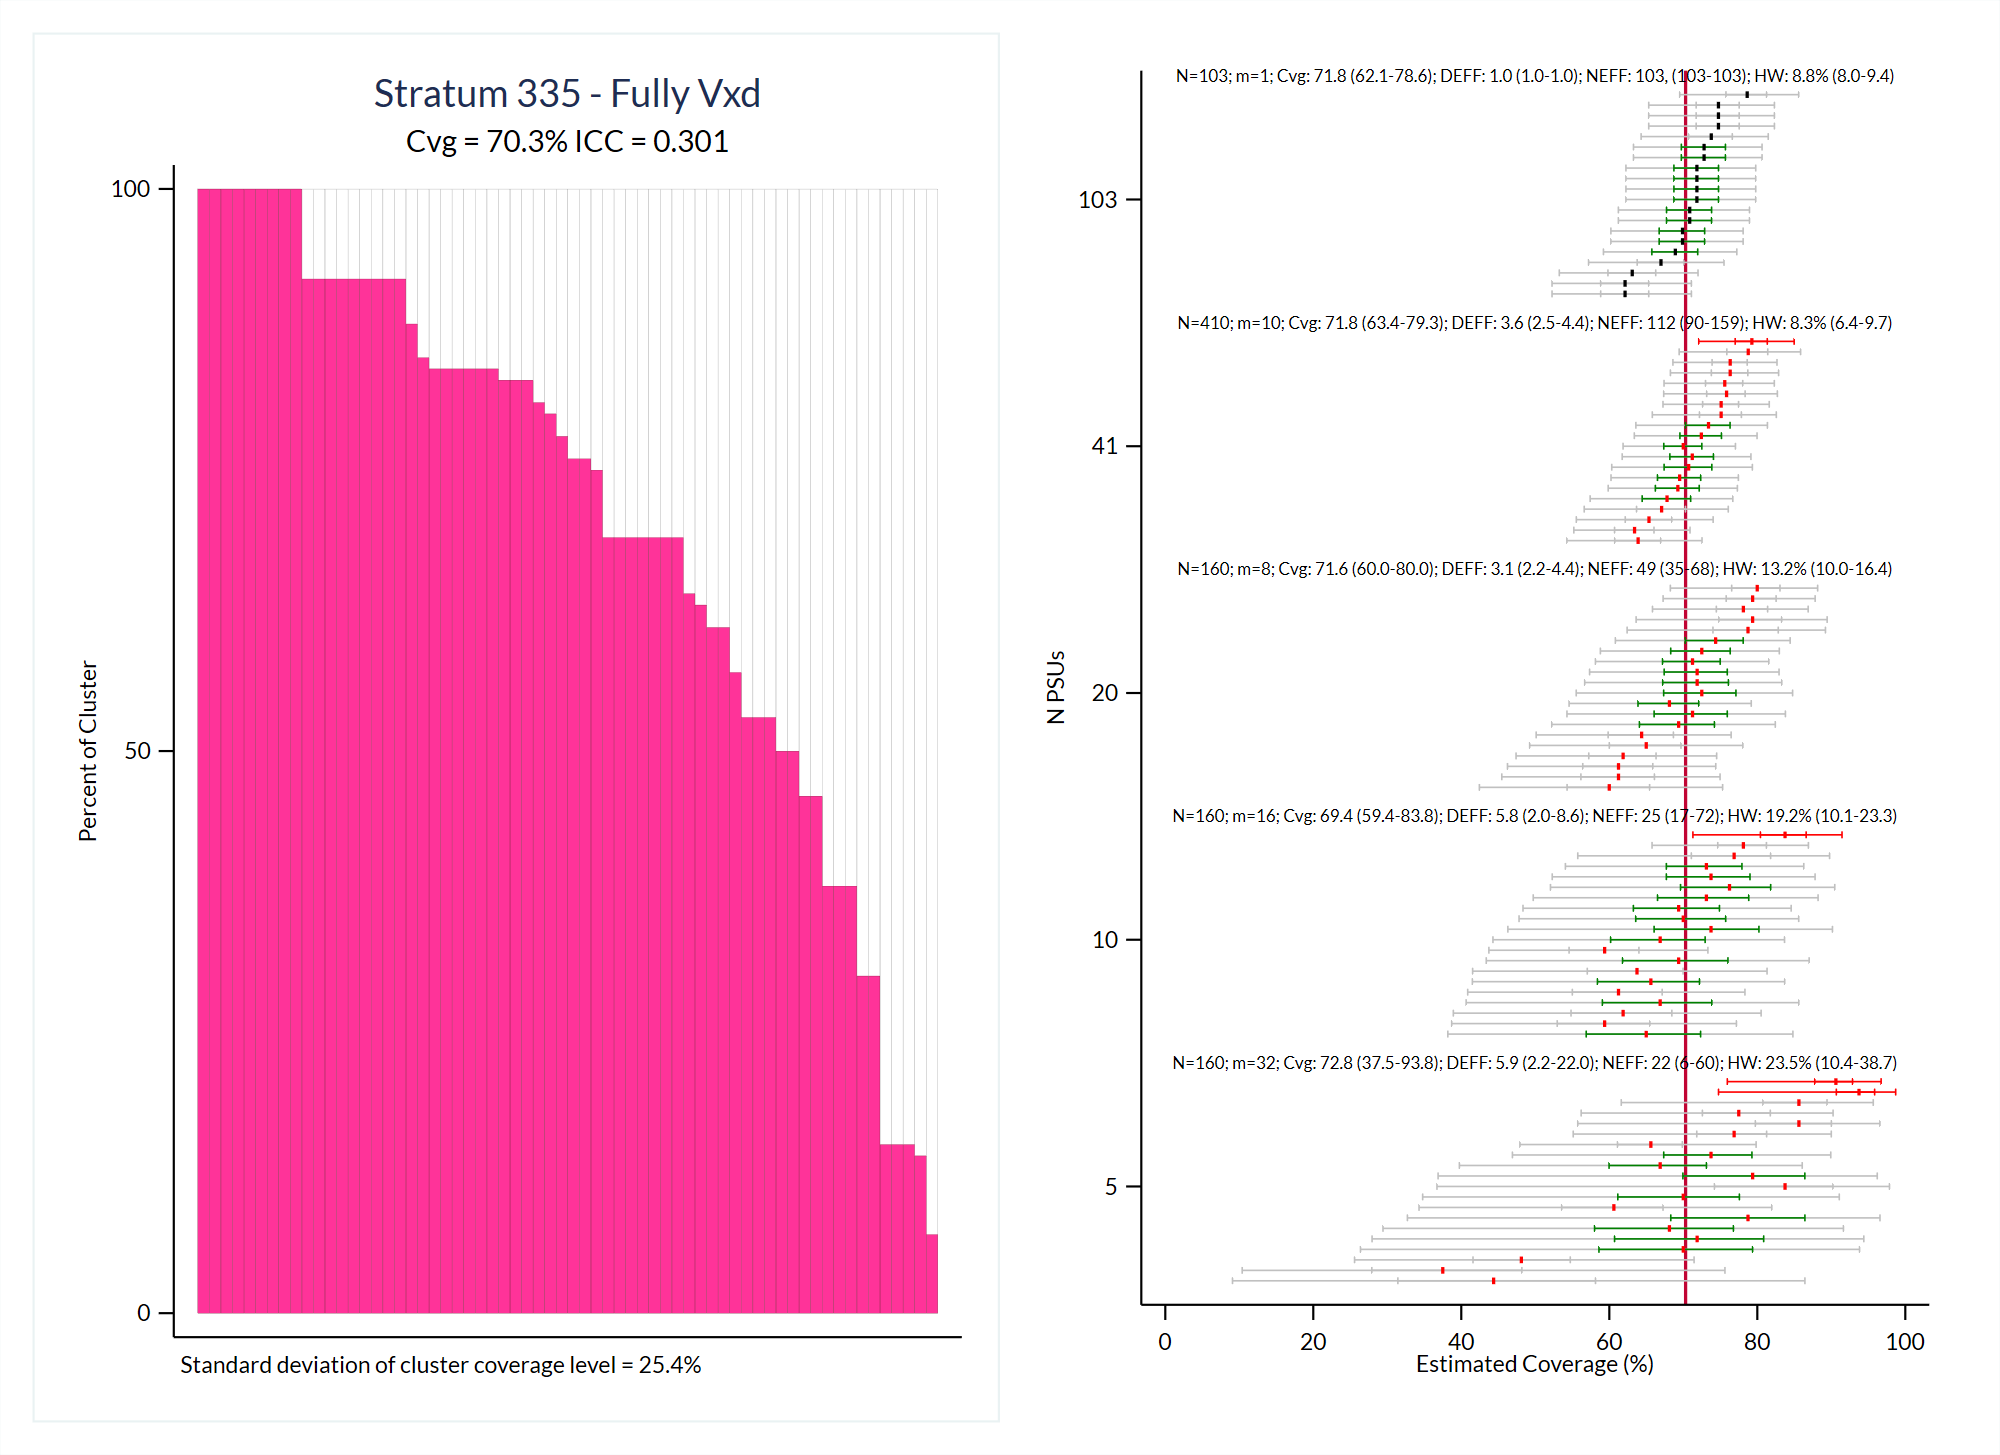 Stratum 335 - Fully Vxd
Cvg = 70.3% ICC = 0.301
100
50
0
Percent of Cluster
Standard deviation of cluster coverage level = 25.4%
N=103; m=1; Cvg: 71.8 (62.1-78.6); DEFF: 1.0 (1.0-1.0); NEFF: 103, (103-103); HW: 8.8% (8.0-9.4)
103
N=410; m=10; Cvg: 71.8 (63.4-79.3); DEFF: 3.6 (2.5-4.4); NEFF: 112 (90-159); HW: 8.3% (6.4-9.7)
41
N=160; m=8; Cvg: 71.6 (60.0-80.0); DEFF: 3.1 (2.2-4.4); NEFF: 49 (35-68); HW: 13.2% (10.0-16.4)
N PSUs
20
N=160; m=16; Cvg: 69.4 (59.4-83.8); DEFF: 5.8 (2.0-8.6); NEFF: 25 (17-72); HW: 19.2% (10.1-23.3)
10
N=160; m=32; Cvg: 72.8 (37.5-93.8); DEFF: 5.9 (2.2-22.0); NEFF: 22 (6-60); HW: 23.5% (10.4-38.7)
5
0 20 40 60 80 100
Estimated Coverage (%)